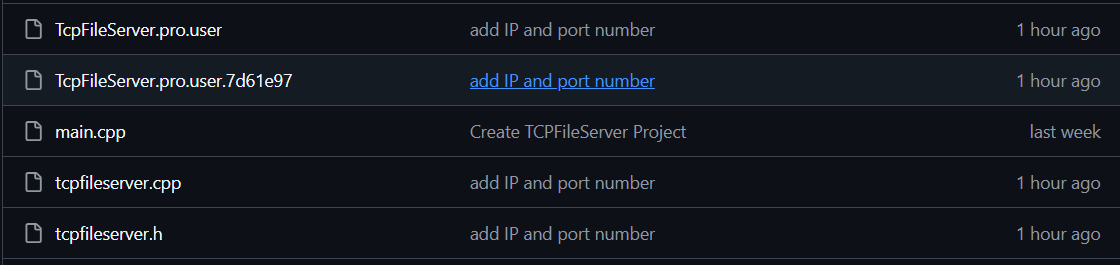 TcpFileServer.pro.user add IP and port number 1 hour ago
TcpFileServer.pro.user.7d61e97 add IP and port number 1 hour ago
main.cpp Create TCPFileServer Project last week
tcpfileserver.cpp add IP and port number 1 hour ago
tcpfileserver.h add IP and port number 1 hour ago